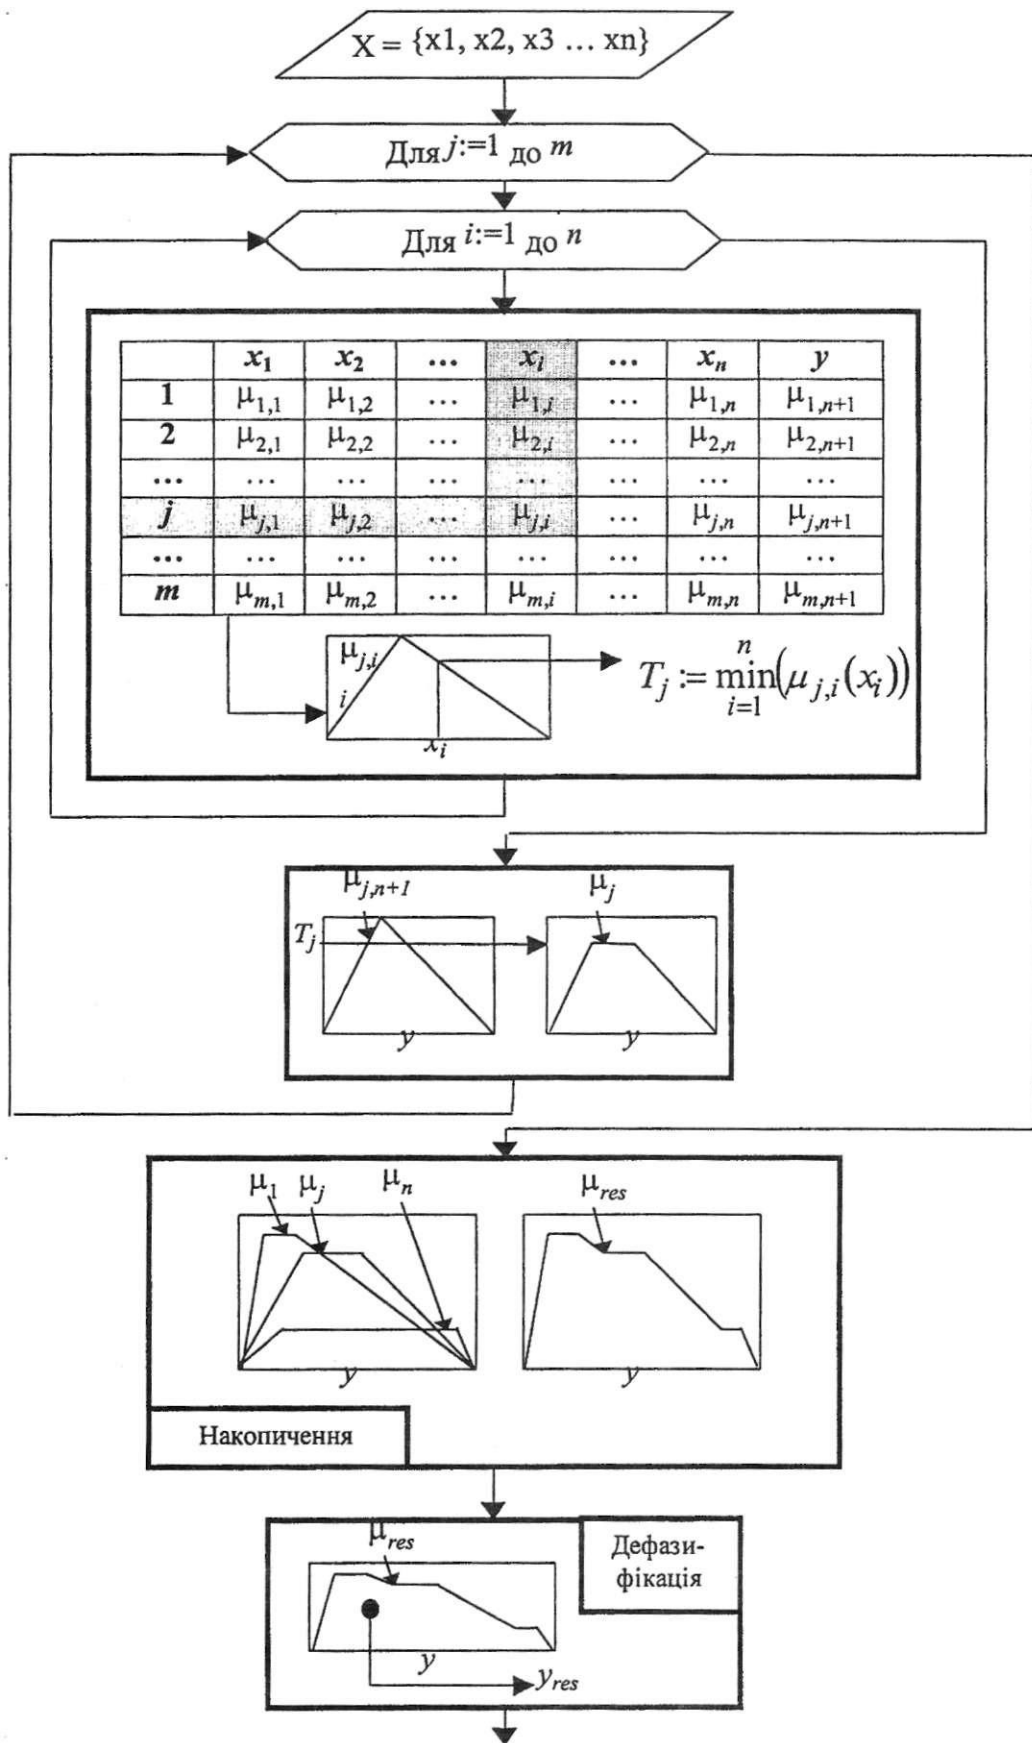 X = {x1, x2, x3 ... xn}
Для j:=1 до m
Для i:=1 до n
x₁ x₂ ... xᵢ ... xₙ y
1 μ₁,₁ μ₁,₂ ... μ₁,ᵢ ... μ₁,ₙ μ₁,ₙ₊₁
2 μ₂,₁ μ₂,₂ ... μ₂,ᵢ ... μ₂,ₙ μ₂,ₙ₊₁
... ... ... ... ... ... ... ...
j μⱼ,₁ μⱼ,₂ ... μⱼ,ᵢ ... μⱼ,ₙ μⱼ,ₙ₊₁
... ... ... ... ... ... ... ...
m μₘ,₁ μₘ,₂ ... μₘ,ᵢ ... μₘ,ₙ μₘ,ₙ₊₁
μⱼ,ᵢ
i
xᵢ
n
Tⱼ := min(μⱼ,ᵢ(xᵢ))
i=1
μⱼ,ₙ₊₁ μⱼ
Tⱼ
y y
μ₁ μⱼ μₙ μres
y y
Накопичення
μres
Дефази-
фікація
y
yres